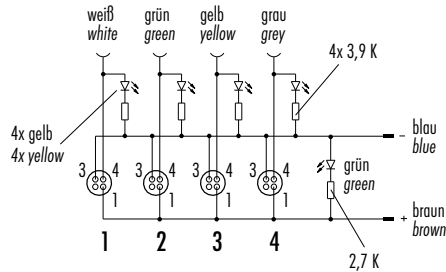 weiß grün gelb grau
white green yellow grey
4x 3,9 K
4x gelb
4x yellow
– blau
blue
3 4 3 4 3 4 3 4
grün
green
1 1 1 1
+ braun
brown
1 2 3 4
2,7 K